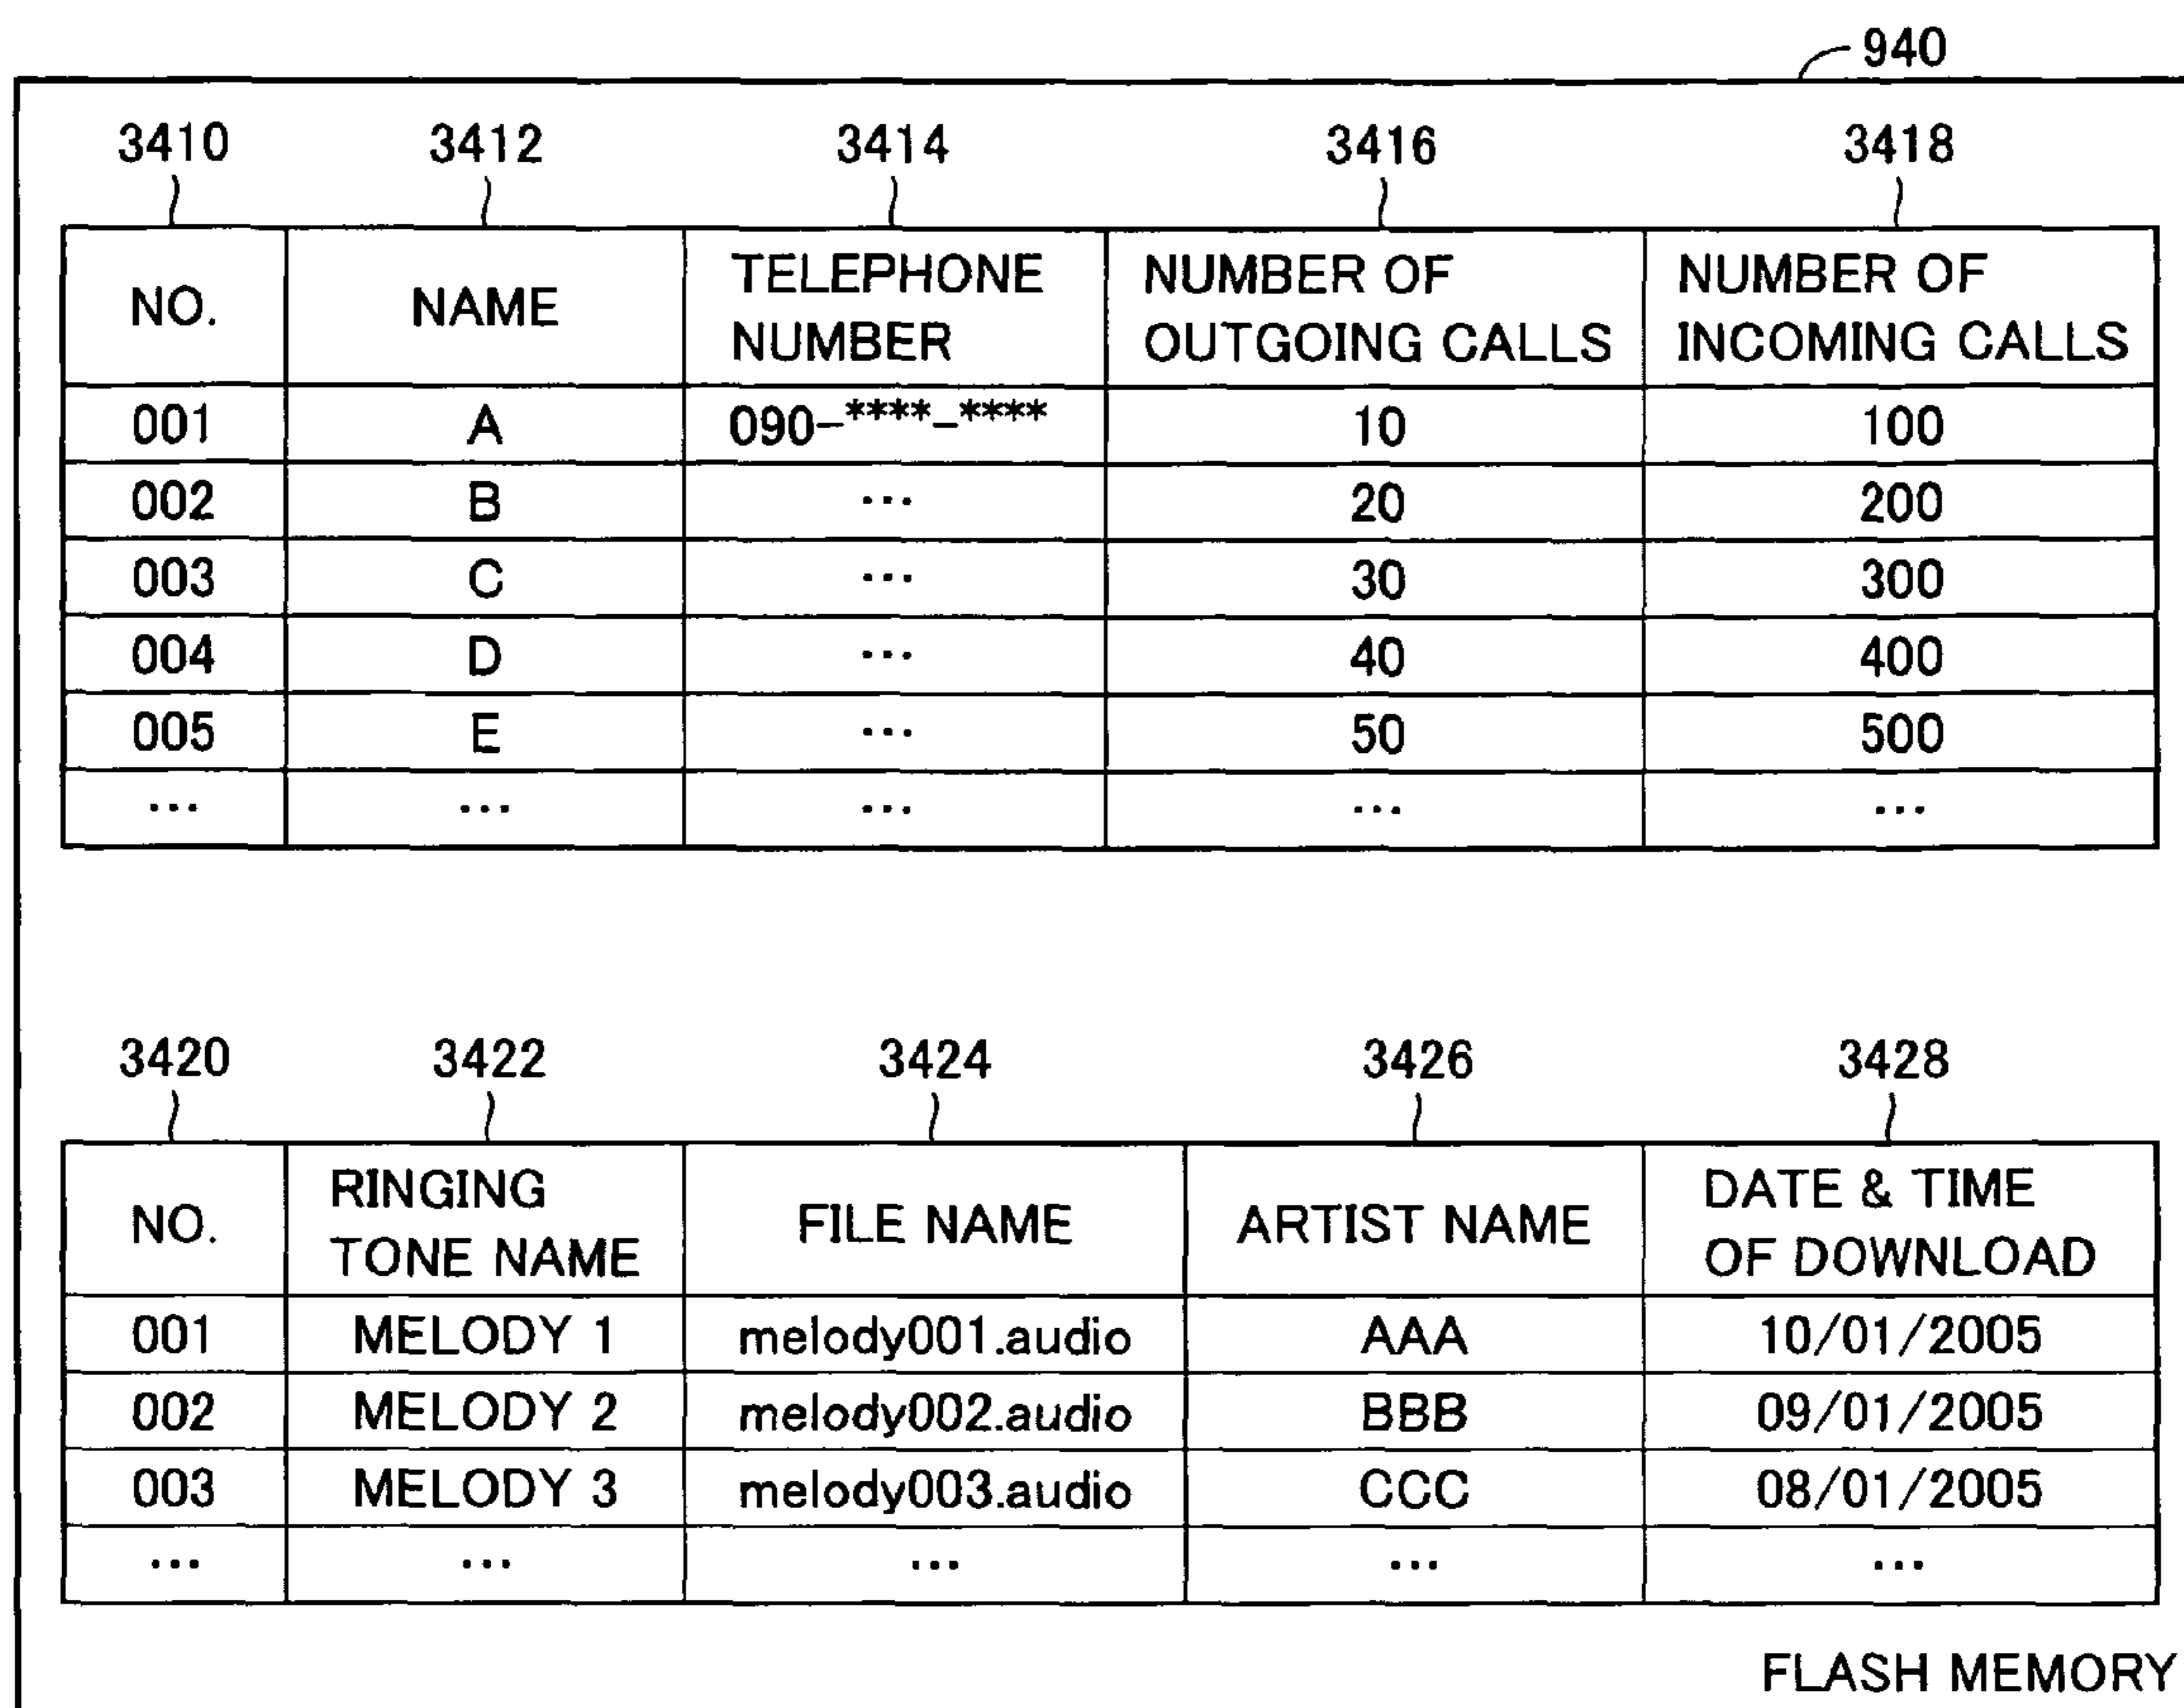 940
3410 3412 3414 3416 3418
NO. NAME TELEPHONE NUMBER NUMBER OF OUTGOING CALLS NUMBER OF INCOMING CALLS
001 A 090-****-**** 10 100
002 B ... 20 200
003 C ... 30 300
004 D ... 40 400
005 E ... 50 500
... ... ... ... ...
3420 3422 3424 3426 3428
NO. RINGING TONE NAME FILE NAME ARTIST NAME DATE & TIME OF DOWNLOAD
001 MELODY 1 melody001.audio AAA 10/01/2005
002 MELODY 2 melody002.audio BBB 09/01/2005
003 MELODY 3 melody003.audio CCC 08/01/2005
... ... ... ... ...
FLASH MEMORY